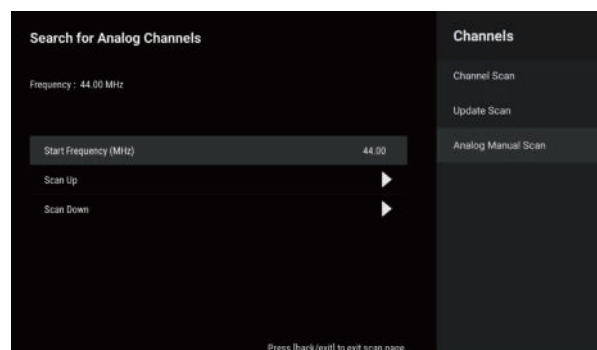 Search for Analog Channels
Frequency : 44.00 MHz
Start Frequency (MHz) 44.00
Scan Up
Scan Down
Press [back/exit] to exit scan page
Channels
Channel Scan
Update Scan
Analog Manual Scan